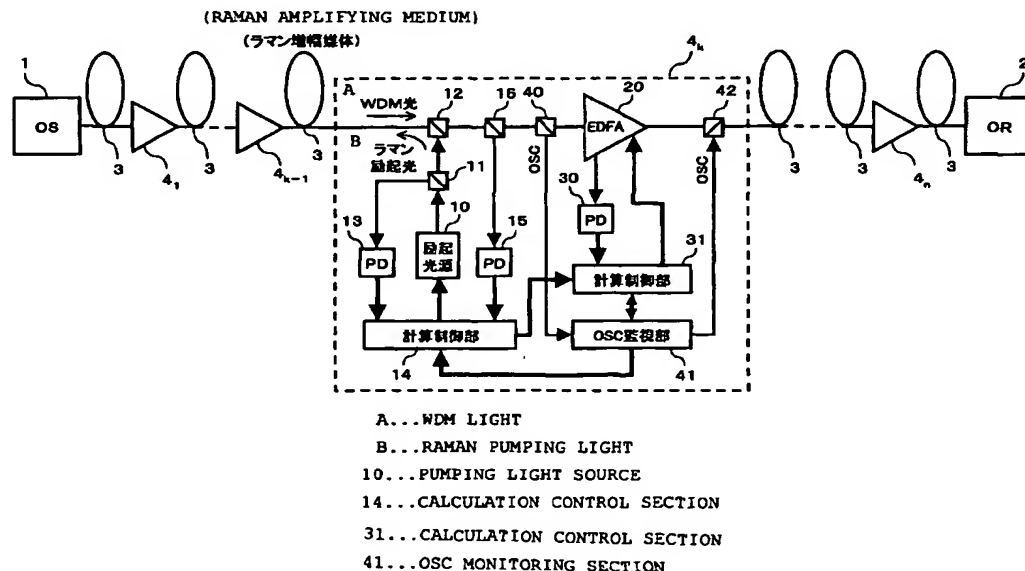 (RAMAN AMPLIFYING MEDIUM)
(ラマン増幅媒体)
1
OS
3
4₁
3
4ₖ₋₁
3
4ₖ
A
WDM光
B
ラマン
励起光
12
16
40
20
EDFA
42
OSC
OSC
11
13
PD
10
励起
光源
15
PD
30
PD
31
計算制御部
計算制御部
14
OSC監視部
41
3
3
4ₙ
3
2
OR
A...WDM LIGHT
B...RAMAN PUMPING LIGHT
10...PUMPING LIGHT SOURCE
14...CALCULATION CONTROL SECTION
31...CALCULATION CONTROL SECTION
41...OSC MONITORING SECTION